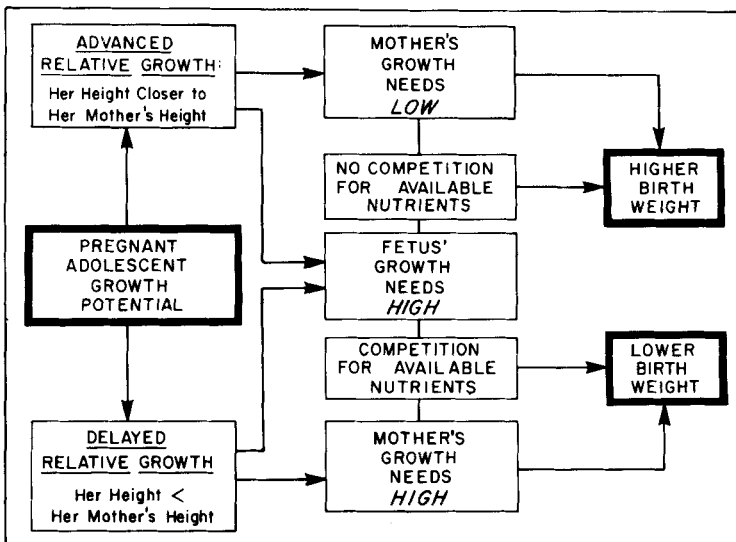 ADVANCED
RELATIVE GROWTH:
Her Height Closer to
Her Mother's Height
MOTHER'S
GROWTH
NEEDS
LOW
NO COMPETITION
FOR AVAILABLE
NUTRIENTS
HIGHER
BIRTH
WEIGHT
PREGNANT
ADOLESCENT
GROWTH
POTENTIAL
FETUS'
GROWTH
NEEDS
HIGH
COMPETITION
FOR AVAILABLE
NUTRIENTS
LOWER
BIRTH
WEIGHT
DELAYED
RELATIVE GROWTH
Her Height <
Her Mother's Height
MOTHER'S
GROWTH
NEEDS
HIGH